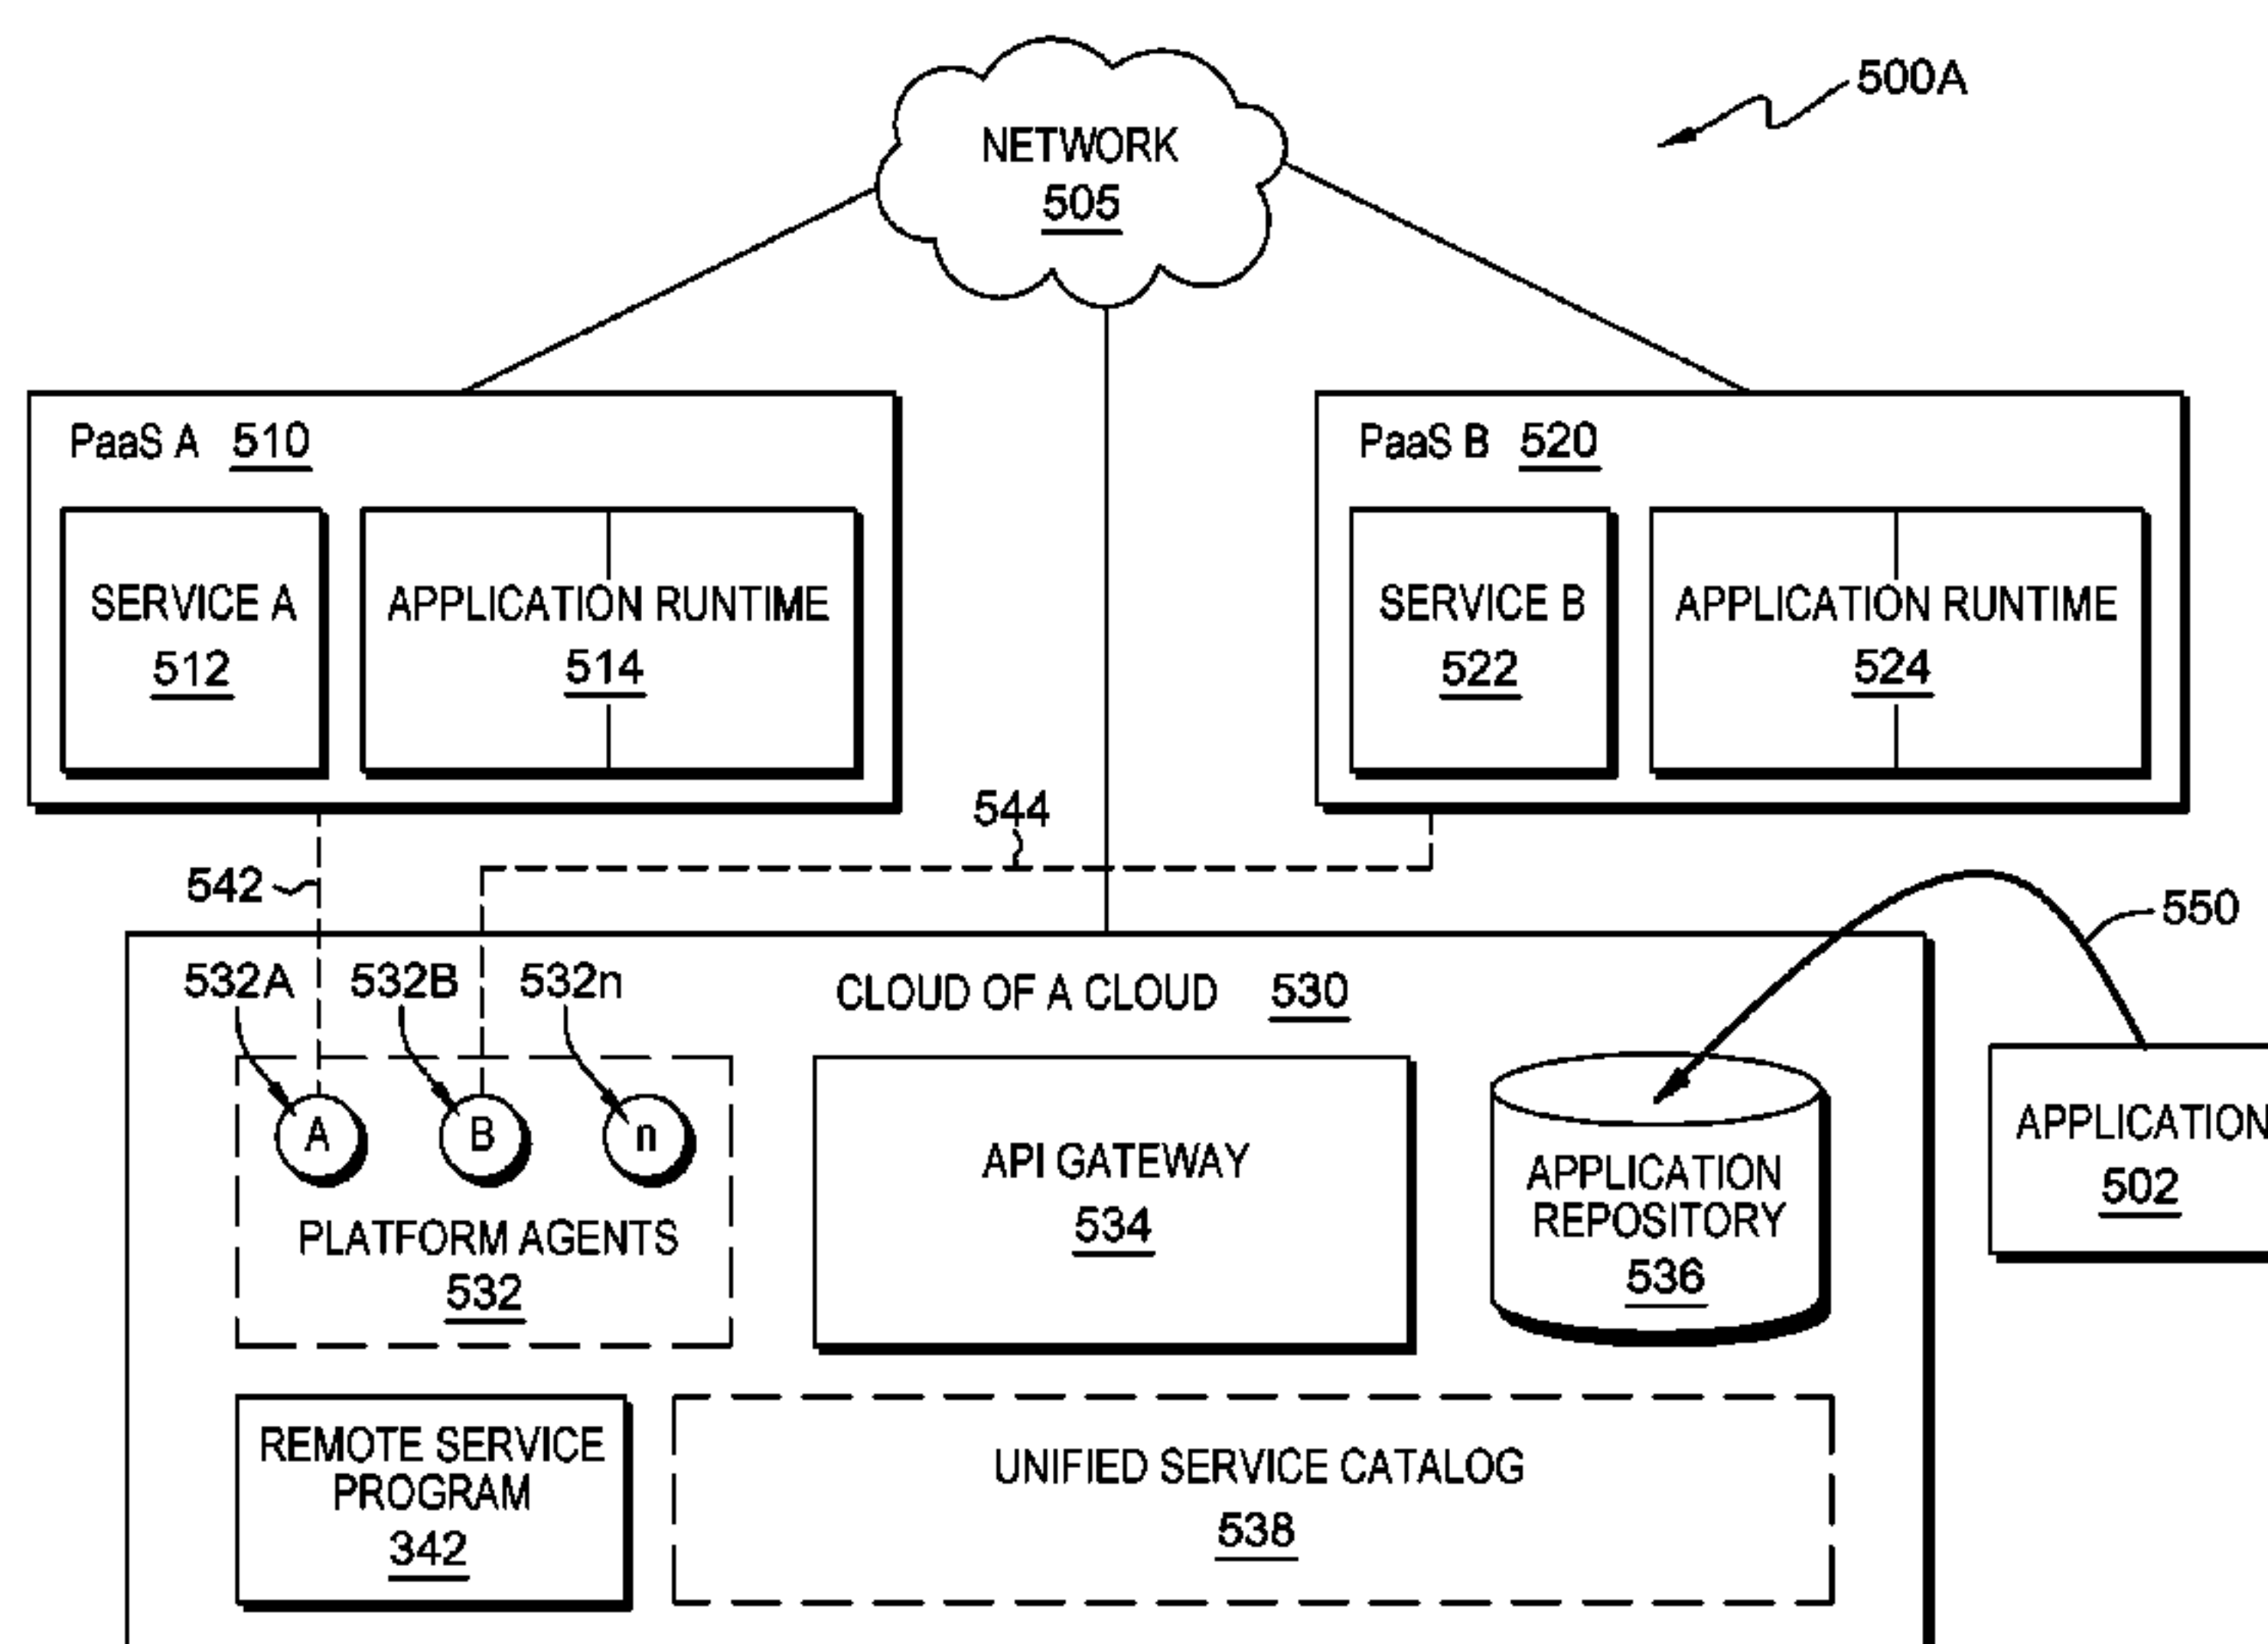 500A
NETWORK
505
PaaS A 510
SERVICE A
512
APPLICATION RUNTIME
514
PaaS B 520
SERVICE B
522
APPLICATION RUNTIME
524
544
542
550
532A
532B
532n
CLOUD OF A CLOUD 530
A
B
n
PLATFORM AGENTS
532
API GATEWAY
534
APPLICATION
REPOSITORY
536
APPLICATION
502
REMOTE SERVICE
PROGRAM
342
UNIFIED SERVICE CATALOG
538